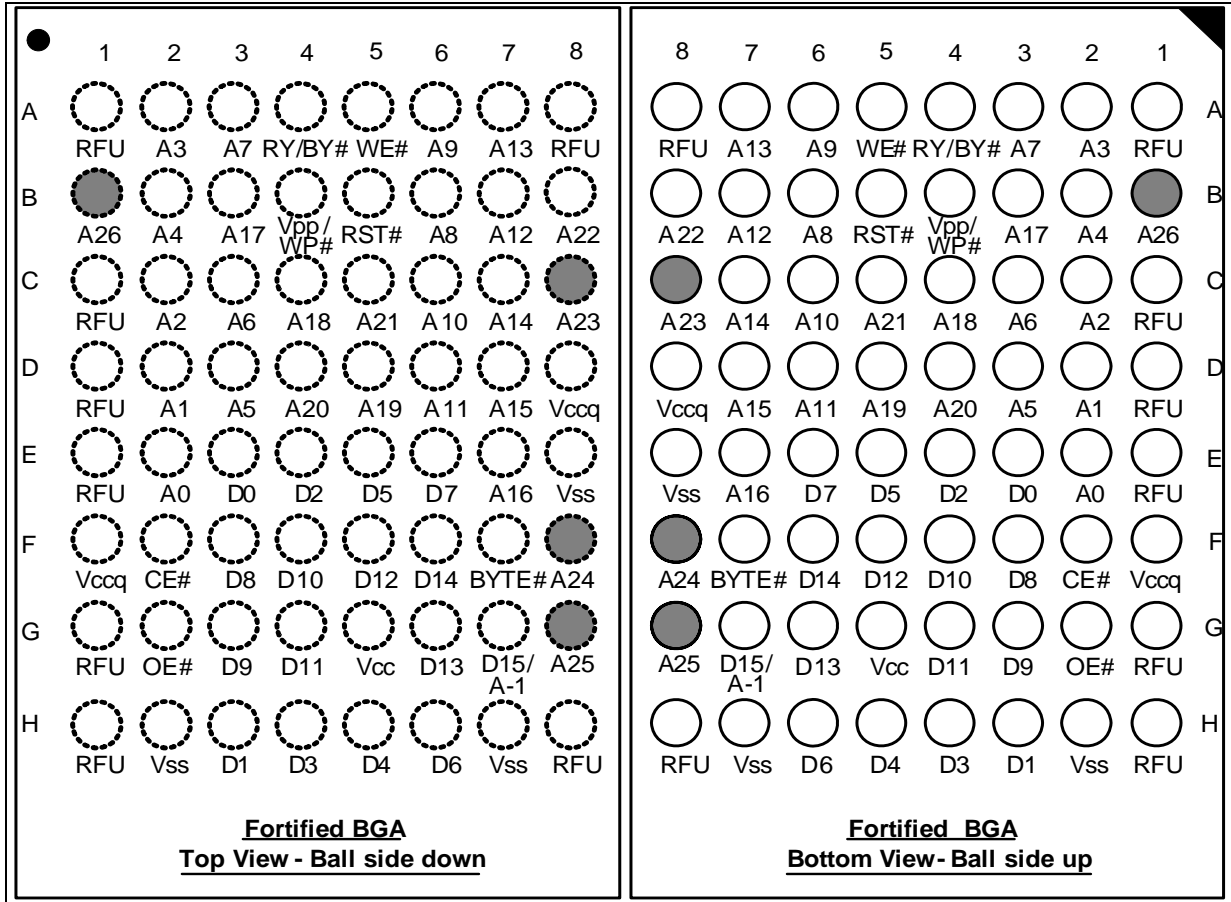 1 2 3 4 5 6 7 8
A
RFU A3 A7 RY/BY# WE# A9 A13 RFU
B
A26 A4 A17 Vpp / WP# RST# A8 A12 A22
C
RFU A2 A6 A18 A21 A10 A14 A23
D
RFU A1 A5 A20 A19 A11 A15 Vccq
E
RFU A0 D0 D2 D5 D7 A16 Vss
F
Vccq CE# D8 D10 D12 D14 BYTE# A24
G
RFU OE# D9 D11 Vcc D13 D15/ A-1 A25
H
RFU Vss D1 D3 D4 D6 Vss RFU
Fortified BGA
Top View - Ball side down
8 7 6 5 4 3 2 1
A
RFU A13 A9 WE# RY/BY# A7 A3 RFU
B
A22 A12 A8 RST# Vpp/ WP# A17 A4 A26
C
A23 A14 A10 A21 A18 A6 A2 RFU
D
Vccq A15 A11 A19 A20 A5 A1 RFU
E
Vss A16 D7 D5 D2 D0 A0 RFU
F
A24 BYTE# D14 D12 D10 D8 CE# Vccq
G
A25 D15/ A-1 D13 Vcc D11 D9 OE# RFU
H
RFU Vss D6 D4 D3 D1 Vss RFU
Fortified BGA
Bottom View- Ball side up